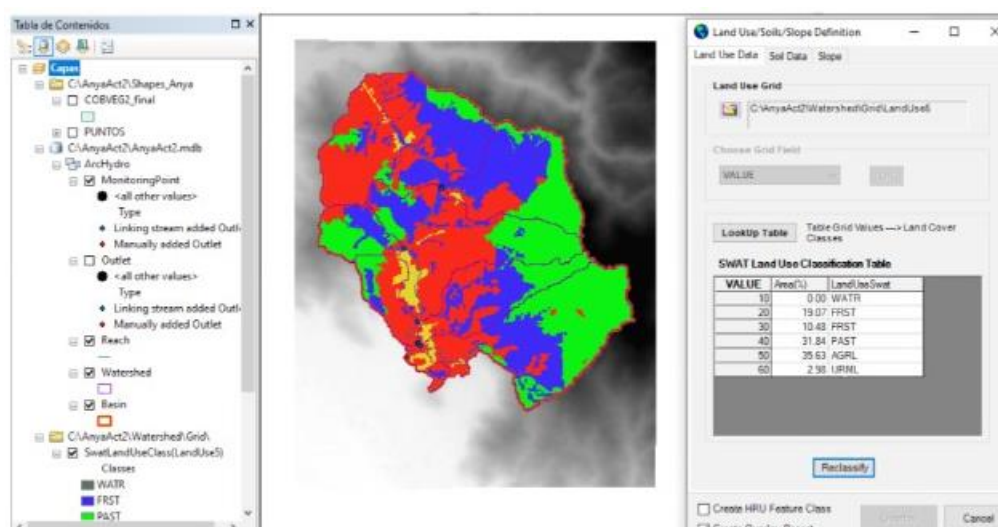 Tabla de Contenidos
Capas
C:\AnyaAct2\Shapes_Anya
COBVEG2_final
PUNTOS
C:\AnyaAct2\AnyaAct2.mdb
ArcHydro
MonitoringPoint
<all other values>
Type
Linking stream added Outl
Manually added Outlet
Outlet
<all other values>
Type
Linking stream added Outl
Manually added Outlet
Reach
Watershed
Basin
C:\AnyaAct2\Watershed\Grid\
SwatLandUseClass(LandUse5)
Classes
WATR
FRST
PAST
Land Use/Soils/Slope Definition
Land Use Data Soil Data Slope
Land Use Grid
C:\AnyaAct2\Watershed\Grid\LandUse5
Choose Grid Field
VALUE
LookUp Table Table Grid Values ---> Land Cover
Classes
SWAT Land Use Classification Table
VALUE Area(%) LandUseSwat
10 0.00 WATR
20 19.07 FRST
30 10.48 FRST
40 31.84 PAST
50 35.63 AGRL
60 2.98 URML
Reclassify
Create HRU Feature Class
Cancel